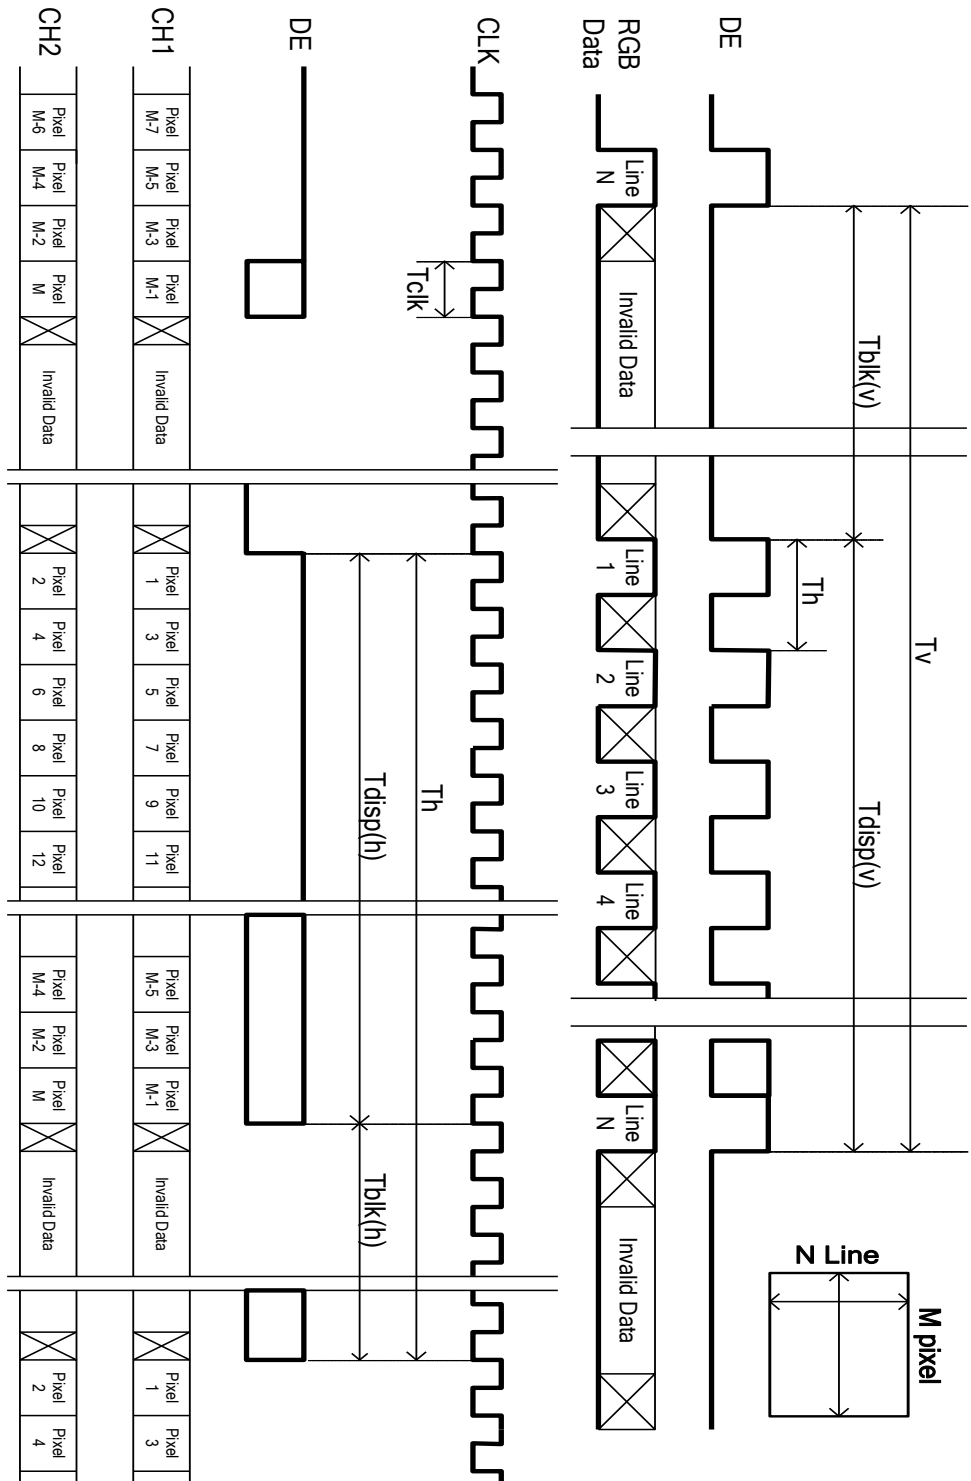 Tv
M pixel
Tblk(v) Tdisp(v)
N Line
Th
DE
RGB Data
Line N
Invalid Data
Line 1
Line 2
Line 3
Line 4
Line N
Invalid Data
CLK
Tclk
Th
Tdisp(h) Tblk(h)
DE
CH1
Pixel M-7
Pixel M-5
Pixel M-3
Pixel M-1
Invalid Data
Pixel 1
Pixel 3
Pixel 5
Pixel 7
Pixel 9
Pixel 11
Pixel M-5
Pixel M-3
Pixel M-1
Invalid Data
Pixel 1
Pixel 3
CH2
Pixel M-6
Pixel M-4
Pixel M-2
Pixel M
Invalid Data
Pixel 2
Pixel 4
Pixel 6
Pixel 8
Pixel 10
Pixel 12
Pixel M-4
Pixel M-2
Pixel M
Invalid Data
Pixel 2
Pixel 4